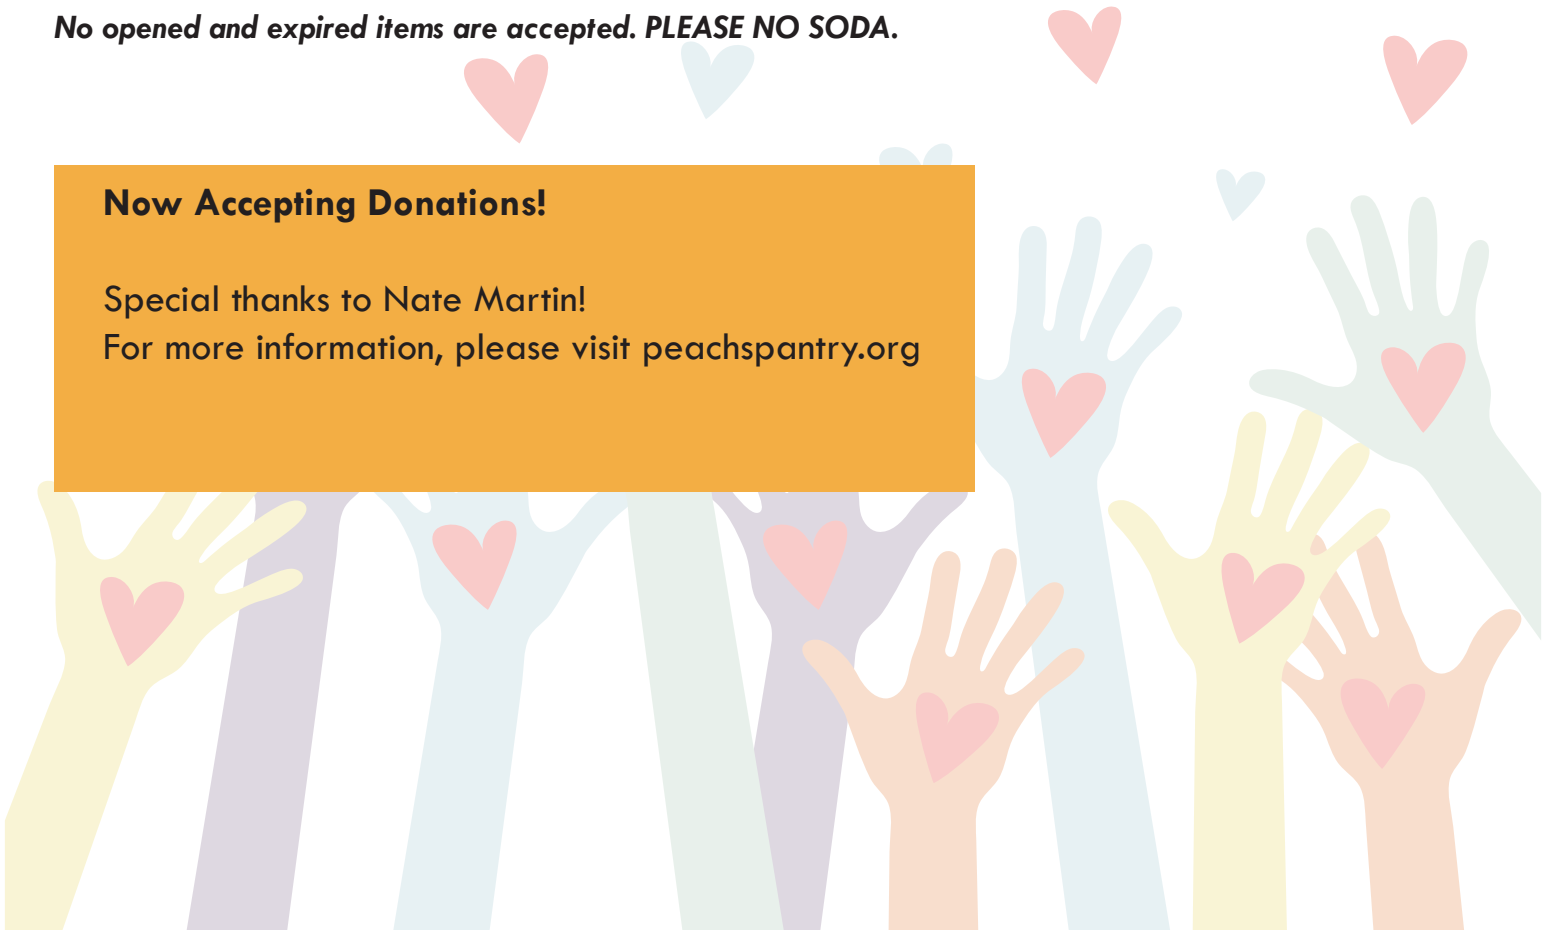 No opened and expired items are accepted. PLEASE NO SODA.
Now Accepting Donations!
Special thanks to Nate Martin!
For more information, please visit peachspantry.org